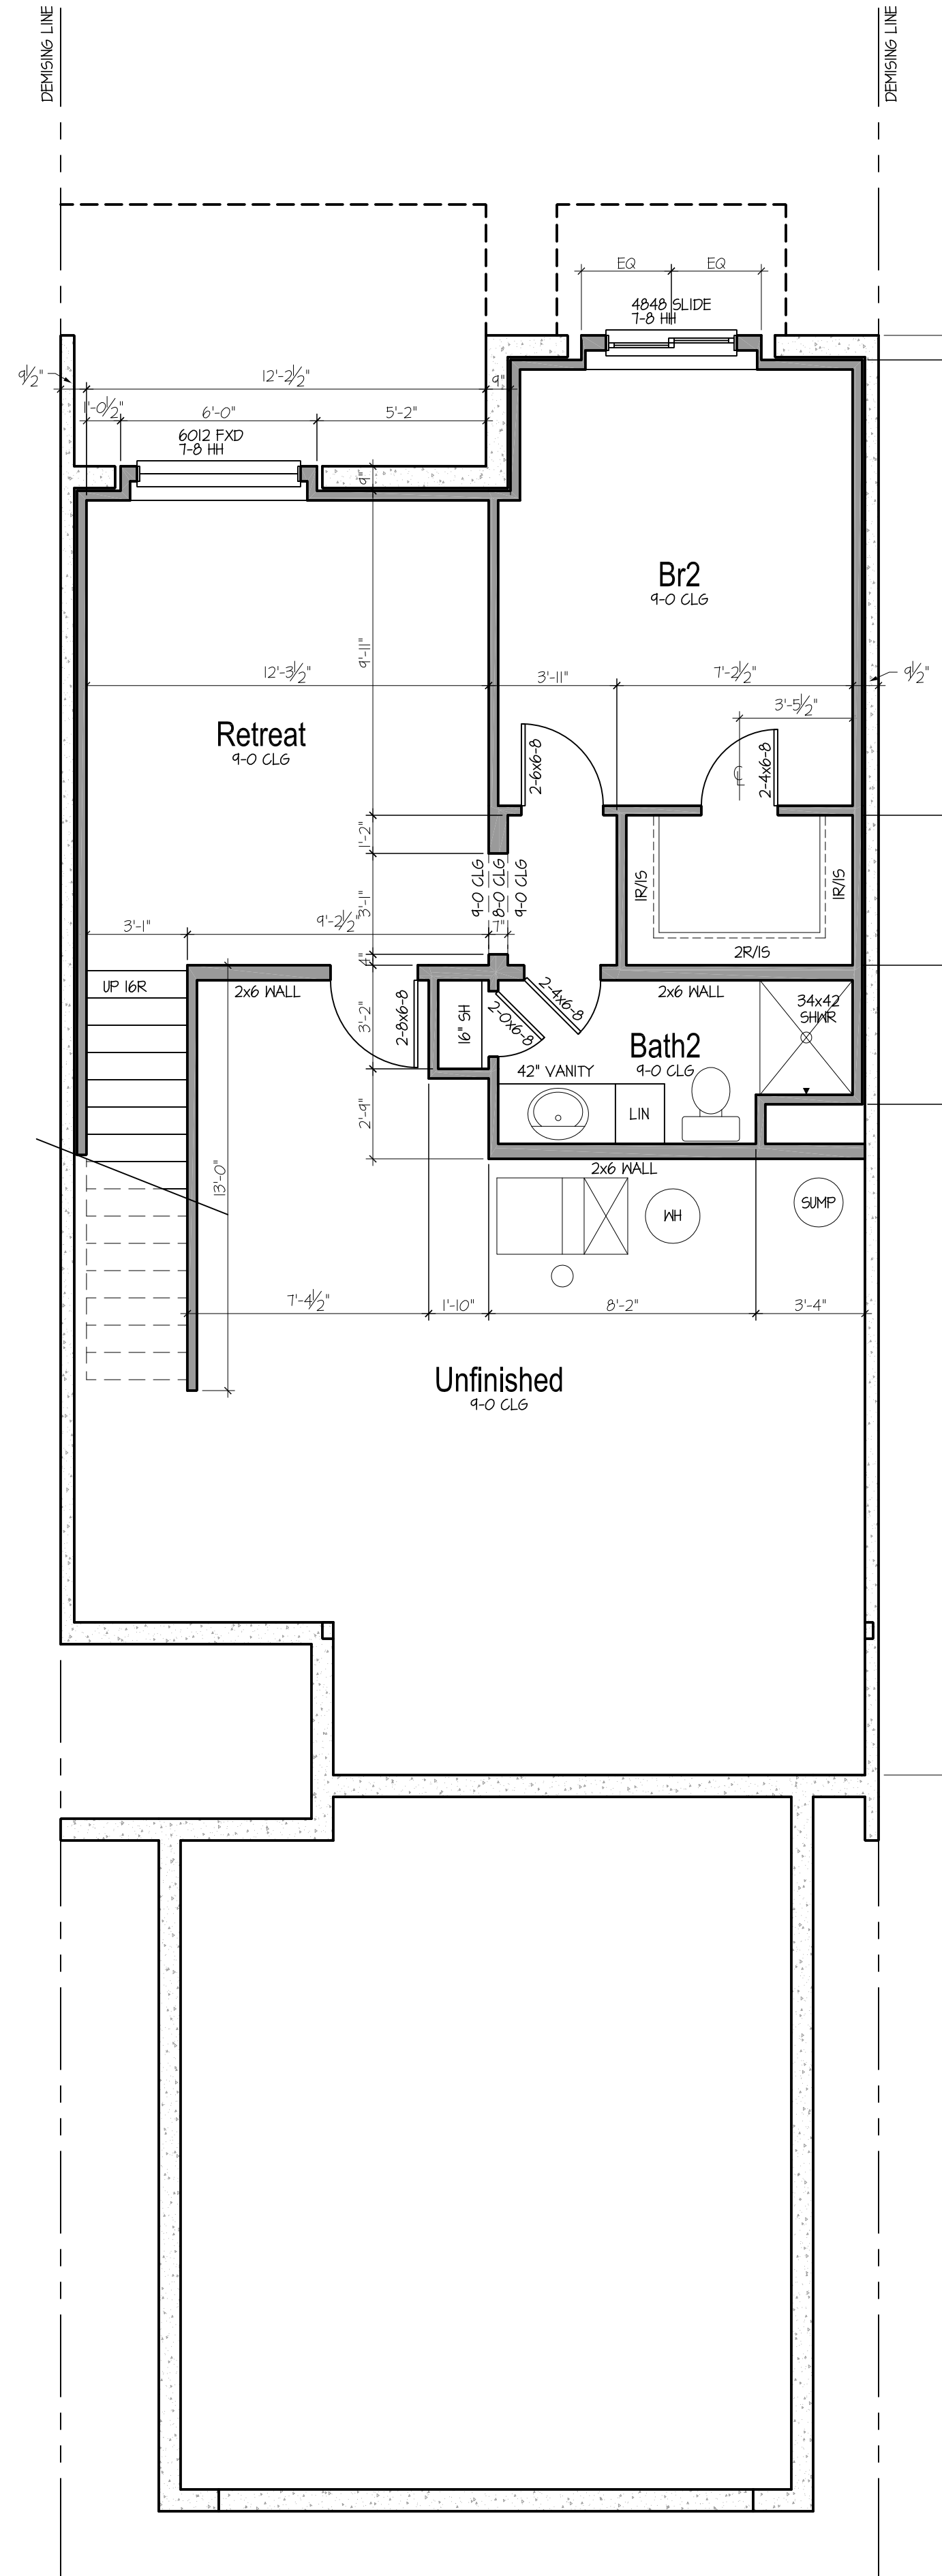 DEMISING LINE
DEMISING LINE
EQ
EQ
4848 SLIDE
7-8 HH
9½"
12'-2½"
9"
1'-0½"
6'-0"
5'-2"
6012 FXD
7-8 HH
9"
Br2
9-0 CLG
9'-11"
12'-3½"
3'-11"
7'-2½"
9½"
3'-5½"
Retreat
9-0 CLG
2-6x6-8
2-4x6-8
CL
1'-2"
9-0 CLG
8-0 CLG
9-0 CLG
1R/1S
1R/1S
3'-1"
3'-1"
9'-2½"
7"
2R/1S
4"
UP 16R
2x6 WALL
2-8x6-8
3'-2"
16" SH
2-0x6-8
2-4x6-8
2x6 WALL
34x42
SHWR
Bath2
9-0 CLG
42" VANITY
LIN
2'-9"
13'-0"
2x6 WALL
WH
SUMP
7'-4½"
1'-10"
8'-2"
3'-4"
Unfinished
9-0 CLG